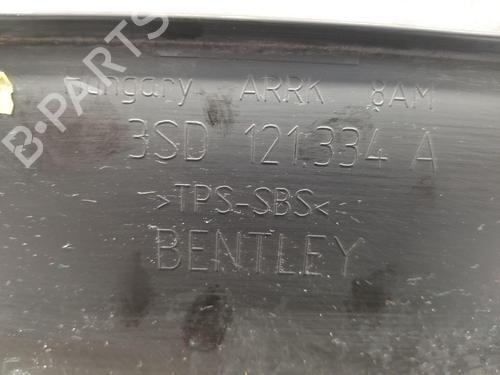 Hungary ARRK 8AM
3SD 121 334 A
>TPS-SBS<
BENTLEY
B-PARTS